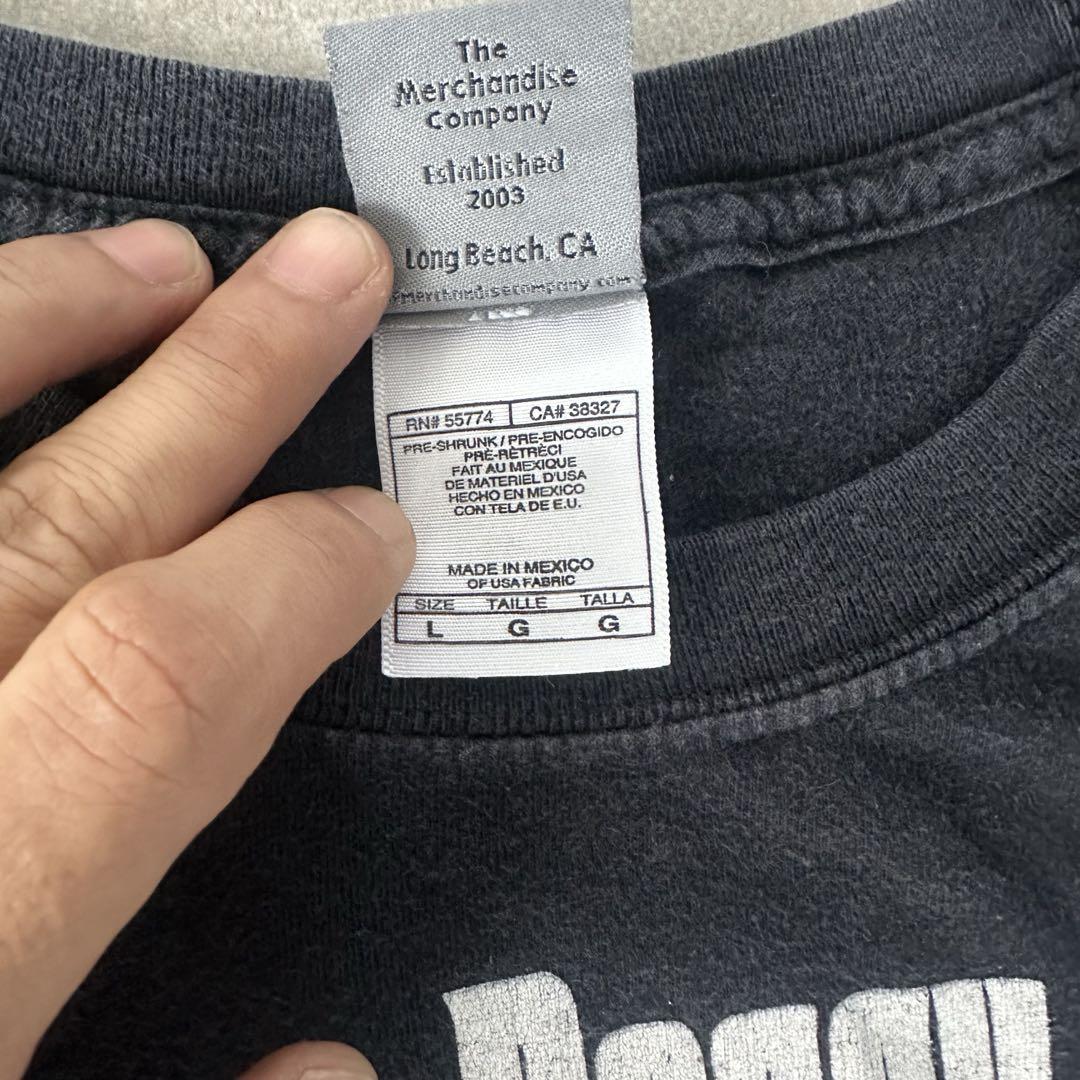 The
Merchandise
Company
Established
2003
Long Beach, CA
merchandisecompany.com
RN# 55774 CA# 38327
PRE-SHRUNK / PRE-ENCOGIDO
PRÉ-RÉTRÉCI
FAIT AU MEXIQUE
DE MATERIEL D'USA
HECHO EN MEXICO
CON TELA DE E.U.
MADE IN MEXICO
OF USA FABRIC
SIZE TAILLE TALLA
L G G